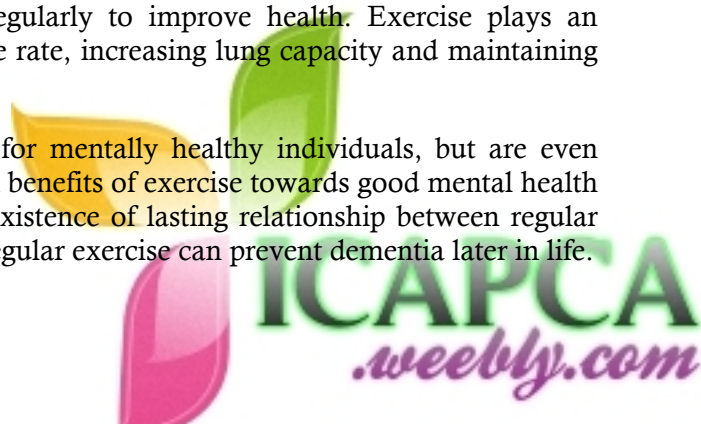 egularly to improve health. Exercise plays an
e rate, increasing lung capacity and maintaining
for mentally healthy individuals, but are even
benefits of exercise towards good mental health
xistence of lasting relationship between regular
egular exercise can prevent dementia later in life.
ICAPCA
.weebly.com